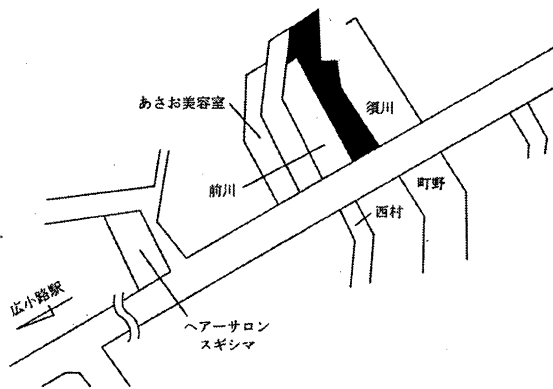 あさお美容室
須川
前川
町野
西村
広小路駅
ヘアーサロン
スギシマ